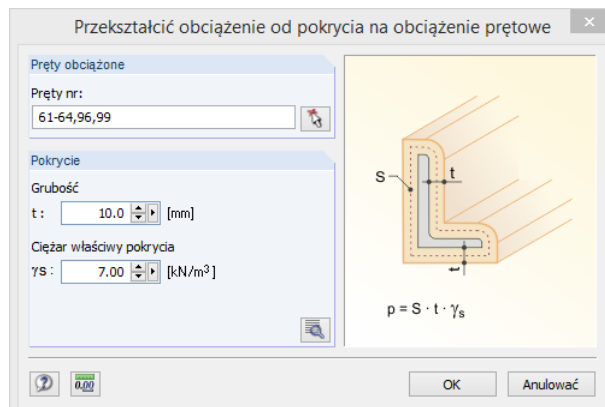 Przekształcić obciążenie od pokrycia na obciążenie prętowe
Pręty obciążone
Pręty nr:
61-64,96,99
Pokrycie
Grubość
t : 10.0 [mm]
Ciężar właściwy pokrycia
γs : 7.00 [kN/m³]
S
t
t
p = S · t · γs
0.00
OK
Anulować